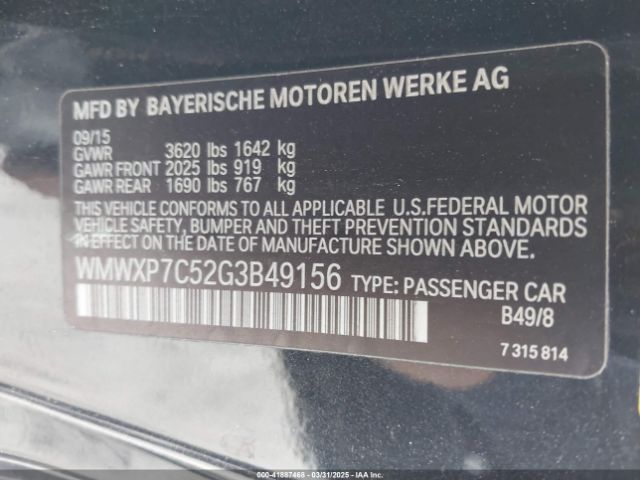 MFD BY BAYERISCHE MOTOREN WERKE AG
09/15
GVWR 3620 lbs 1642 kg
GAWR FRONT 2025 lbs 919 kg
GAWR REAR 1690 lbs 767 kg
THIS VEHICLE CONFORMS TO ALL APPLICABLE U.S.FEDERAL MOTOR
VEHICLE SAFETY, BUMPER AND THEFT PREVENTION STANDARDS
IN EFFECT ON THE DATE OF MANUFACTURE SHOWN ABOVE.
WMWXP7C52G3B49156 TYPE: PASSENGER CAR
B49/8
7 315 814
000-41887468 - 03/31/2025 - IAAI.COM